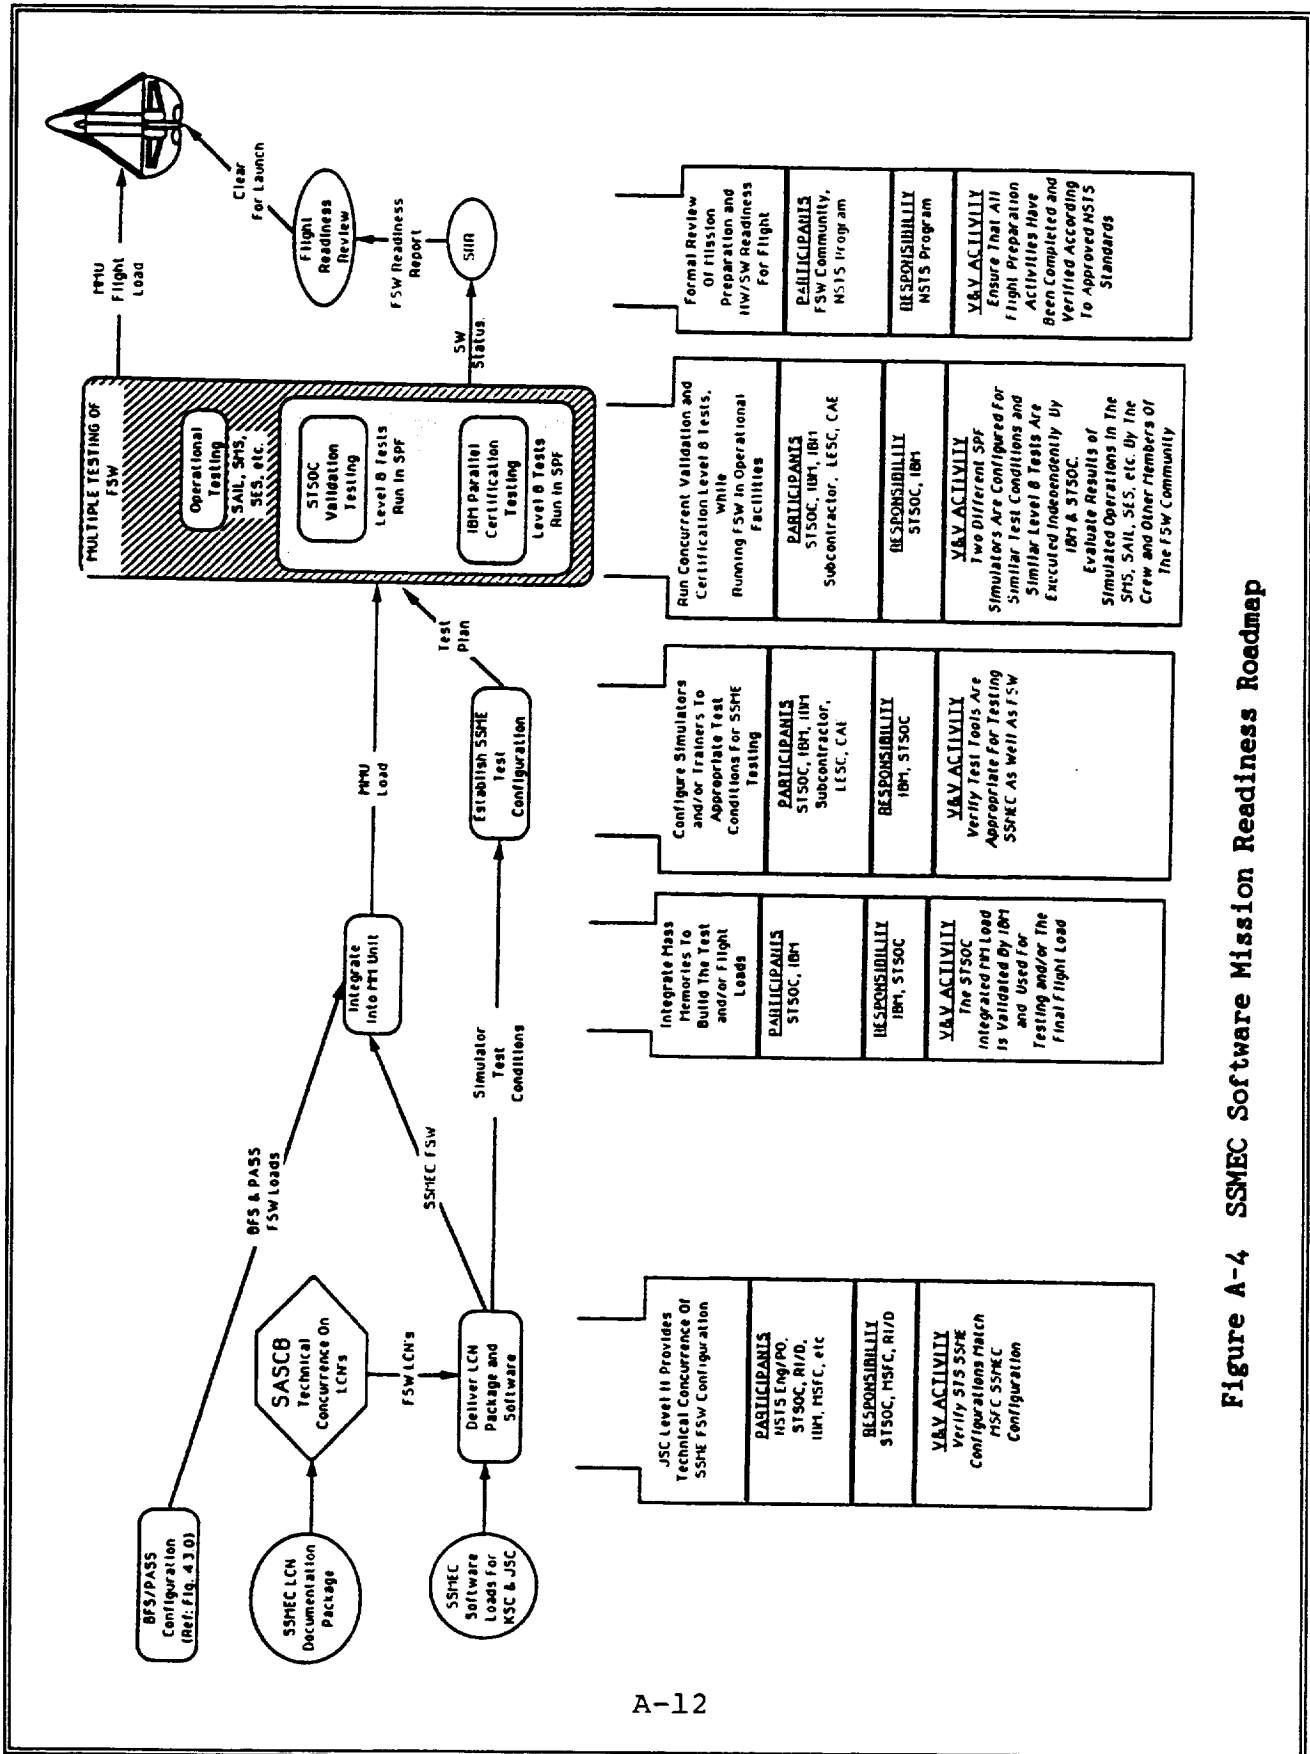 BFS/PASS
Configuration
(Ref: Fig. 4.3.0)
SSMEC LCN
Documentation
Package
SSMEC
Software
Loads For
KSC & JSC
BFS & PASS
FSW Loads
SASCB
Technical
Concurrence On
LCN's
FSW LCN's
Deliver LCN
Package and
Software
SSMEC FSW
Simulator
Test
Conditions
Integrate
Into MM Unit
MMU
Load
Establish SSME
Test
Configuration
Test
Plan
MULTIPLE TESTING OF
FSW
Operational
Testing
SAIL, SMS,
SES, etc.
STSOC
Validation
Testing
Level 8 Tests
Run In SPF
IBM Parallel
Certification
Testing
Level 8 Tests
Run In SPF
MMU
Flight
Load
SW
Status
SRR
FSW Readiness
Report
Flight
Readiness
Review
Clear
For Launch
JSC Level II Provides
Technical Concurrence Of
SSME FSW Configuration
PARTICIPANTS
NSTS Eng/PO,
STSOC, RI/D,
IBM, MSFC, etc
RESPONSIBILITY
STSOC, MSFC, RI/D
V&V ACTIVITY
Verify STS SSME
Configurations Match
MSFC SSMEC
Configuration
Integrate Mass
Memories To
Build The Test
and/or Flight
Loads
PARTICIPANTS
STSOC, IBM
RESPONSIBILITY
IBM, STSOC
V&V ACTIVITY
The STSOC
Integrated MM Load
Is Validated By IBM
and Used For
Testing and/or The
Final Flight Load
Configure Simulators
and/or Trainers To
Appropriate Test
Conditions For SSME
Testing
PARTICIPANTS
STSOC, IBM, IBM
Subcontractor,
LESC, CAE
RESPONSIBILITY
IBM, STSOC
V&V ACTIVITY
Verify Test Tools Are
Appropriate For Testing
SSMEC As Well As FSW
Run Concurrent Validation and
Certification Level 8 Tests,
While
Running FSW In Operational
Facilities
PARTICIPANTS
STSOC, IBM, IBM
Subcontractor, LESC, CAE
RESPONSIBILITY
STSOC, IBM
V&V ACTIVITY
Two Different SPF
Simulators Are Configured For
Similar Test Conditions and
Similar Level 8 Tests Are
Executed Independently By
IBM & STSOC.
Evaluate Results of
Simulated Operations In The
SMS, SAIL, SES, etc. By The
Crew and Other Members Of
The FSW Community
Formal Review
Of Mission
Preparation and
HW/SW Readiness
For Flight
PARTICIPANTS
FSW Community,
NSTS Program
RESPONSIBILITY
NSTS Program
V&V ACTIVITY
Ensure That All
Flight Preparation
Activities Have
Been Completed and
Verified According
To Approved NSTS
Standards
Figure A-4 SSMEC Software Mission Readiness Roadmap
A-12